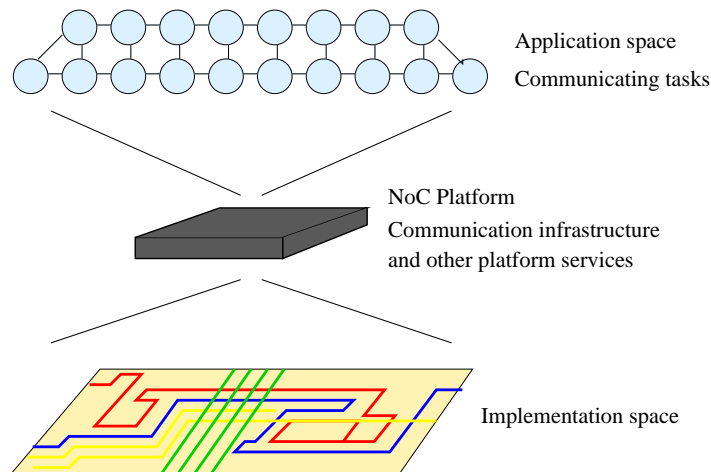 Application space
Communicating tasks
NoC Platform
Communication infrastructure
and other platform services
Implementation space